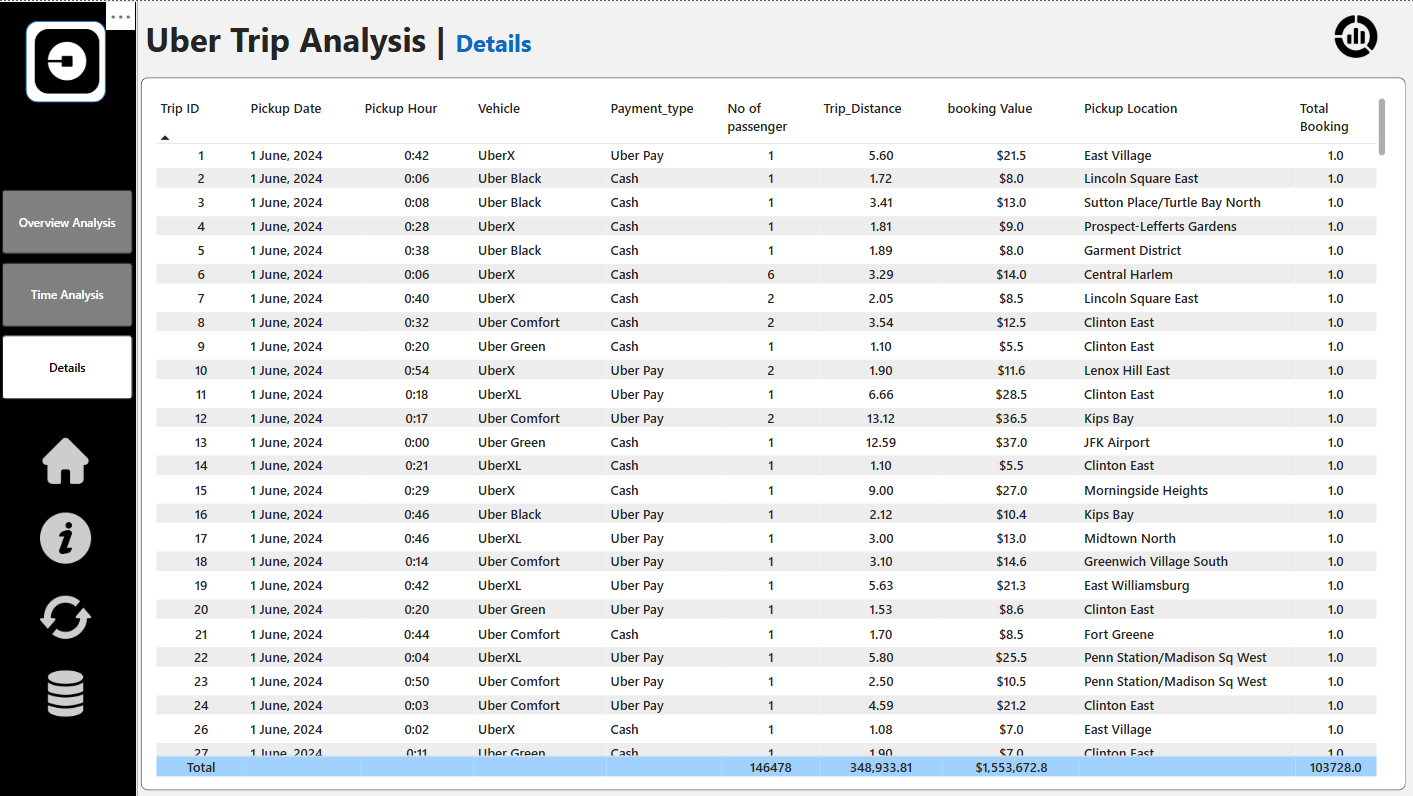 Uber Trip Analysis | Details
Overview Analysis
Time Analysis
Details
Trip ID Pickup Date Pickup Hour Vehicle Payment_type No of passenger Trip_Distance booking Value Pickup Location Total Booking
1 1 June, 2024 0:42 UberX Uber Pay 1 5.60 $21.5 East Village 1.0
2 1 June, 2024 0:06 Uber Black Cash 1 1.72 $8.0 Lincoln Square East 1.0
3 1 June, 2024 0:08 Uber Black Cash 1 3.41 $13.0 Sutton Place/Turtle Bay North 1.0
4 1 June, 2024 0:28 UberX Cash 1 1.81 $9.0 Prospect-Lefferts Gardens 1.0
5 1 June, 2024 0:38 Uber Black Cash 1 1.89 $8.0 Garment District 1.0
6 1 June, 2024 0:06 UberX Cash 6 3.29 $14.0 Central Harlem 1.0
7 1 June, 2024 0:40 UberX Cash 2 2.05 $8.5 Lincoln Square East 1.0
8 1 June, 2024 0:32 Uber Comfort Cash 2 3.54 $12.5 Clinton East 1.0
9 1 June, 2024 0:20 Uber Green Cash 1 1.10 $5.5 Clinton East 1.0
10 1 June, 2024 0:54 UberX Uber Pay 2 1.90 $11.6 Lenox Hill East 1.0
11 1 June, 2024 0:18 UberXL Uber Pay 1 6.66 $28.5 Clinton East 1.0
12 1 June, 2024 0:17 Uber Comfort Uber Pay 2 13.12 $36.5 Kips Bay 1.0
13 1 June, 2024 0:00 Uber Green Cash 1 12.59 $37.0 JFK Airport 1.0
14 1 June, 2024 0:21 UberXL Cash 1 1.10 $5.5 Clinton East 1.0
15 1 June, 2024 0:29 UberX Cash 1 9.00 $27.0 Morningside Heights 1.0
16 1 June, 2024 0:46 Uber Black Uber Pay 1 2.12 $10.4 Kips Bay 1.0
17 1 June, 2024 0:46 UberXL Uber Pay 1 3.00 $13.0 Midtown North 1.0
18 1 June, 2024 0:14 Uber Comfort Uber Pay 1 3.10 $14.6 Greenwich Village South 1.0
19 1 June, 2024 0:42 UberXL Uber Pay 1 5.63 $21.3 East Williamsburg 1.0
20 1 June, 2024 0:20 Uber Green Uber Pay 1 1.53 $8.6 Clinton East 1.0
21 1 June, 2024 0:44 Uber Comfort Cash 1 1.70 $8.5 Fort Greene 1.0
22 1 June, 2024 0:04 UberXL Uber Pay 1 5.80 $25.5 Penn Station/Madison Sq West 1.0
23 1 June, 2024 0:50 Uber Comfort Uber Pay 1 2.50 $10.5 Penn Station/Madison Sq West 1.0
24 1 June, 2024 0:03 Uber Comfort Uber Pay 1 4.59 $21.2 Clinton East 1.0
26 1 June, 2024 0:02 UberX Cash 1 1.08 $7.0 East Village 1.0
27 1 June, 2024 0:11 Uber Green Cash 1 1.90 $7.0 Clinton East 1.0
Total 146478 348,933.81 $1,553,672.8 103728.0